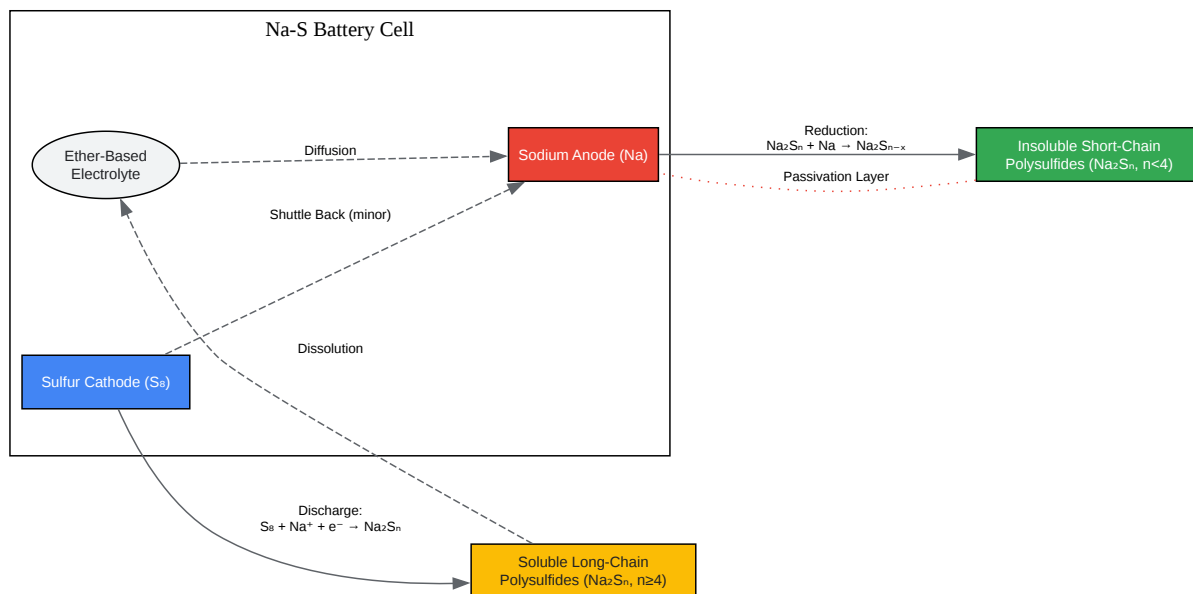 Na-S Battery Cell
Ether-Based
Electrolyte
Diffusion
Sodium Anode (Na)
Reduction:
Na₂Sₙ + Na → Na₂Sₙ₋ₓ
Passivation Layer
Insoluble Short-Chain
Polysulfides (Na₂Sₙ, n<4)
Shuttle Back (minor)
Dissolution
Sulfur Cathode (S₈)
Discharge:
S₈ + Na⁺ + e⁻ → Na₂Sₙ
Soluble Long-Chain
Polysulfides (Na₂Sₙ, n≥4)